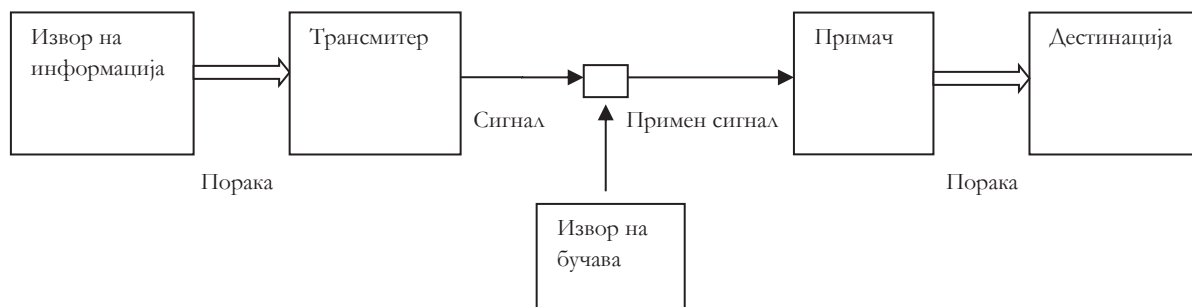 Извор на
информација
Трансмитер
Примач
Дестинација
Сигнал
Примен сигнал
Порака
Порака
Извор на
бучава